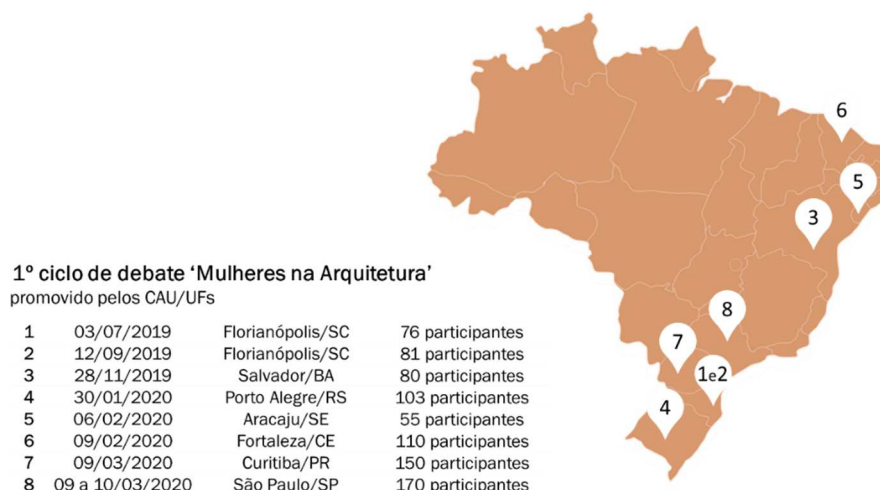 1º ciclo de debate ‘Mulheres na Arquitetura’
promovido pelos CAU/UFs
1 03/07/2019 Florianópolis/SC 76 participantes
2 12/09/2019 Florianópolis/SC 81 participantes
3 28/11/2019 Salvador/BA 80 participantes
4 30/01/2020 Porto Alegre/RS 103 participantes
5 06/02/2020 Aracaju/SE 55 participantes
6 09/02/2020 Fortaleza/CE 110 participantes
7 09/03/2020 Curitiba/PR 150 participantes
8 09 a 10/03/2020 São Paulo/SP 170 participantes
6
5
3
8
7
1e2
4